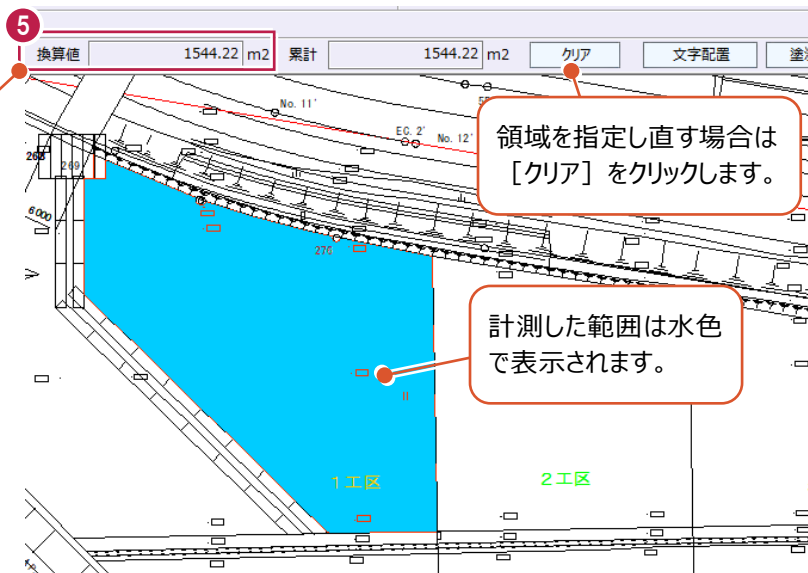 5
換算値 1544.22 m2 累計 1544.22 m2 クリア 文字配置
No. 11'
EC. 2' No. 12'
領域を指定し直す場合は
[クリア] をクリックします。
268
269
6000
276
計測した範囲は水色
で表示されます。
1工区
2工区